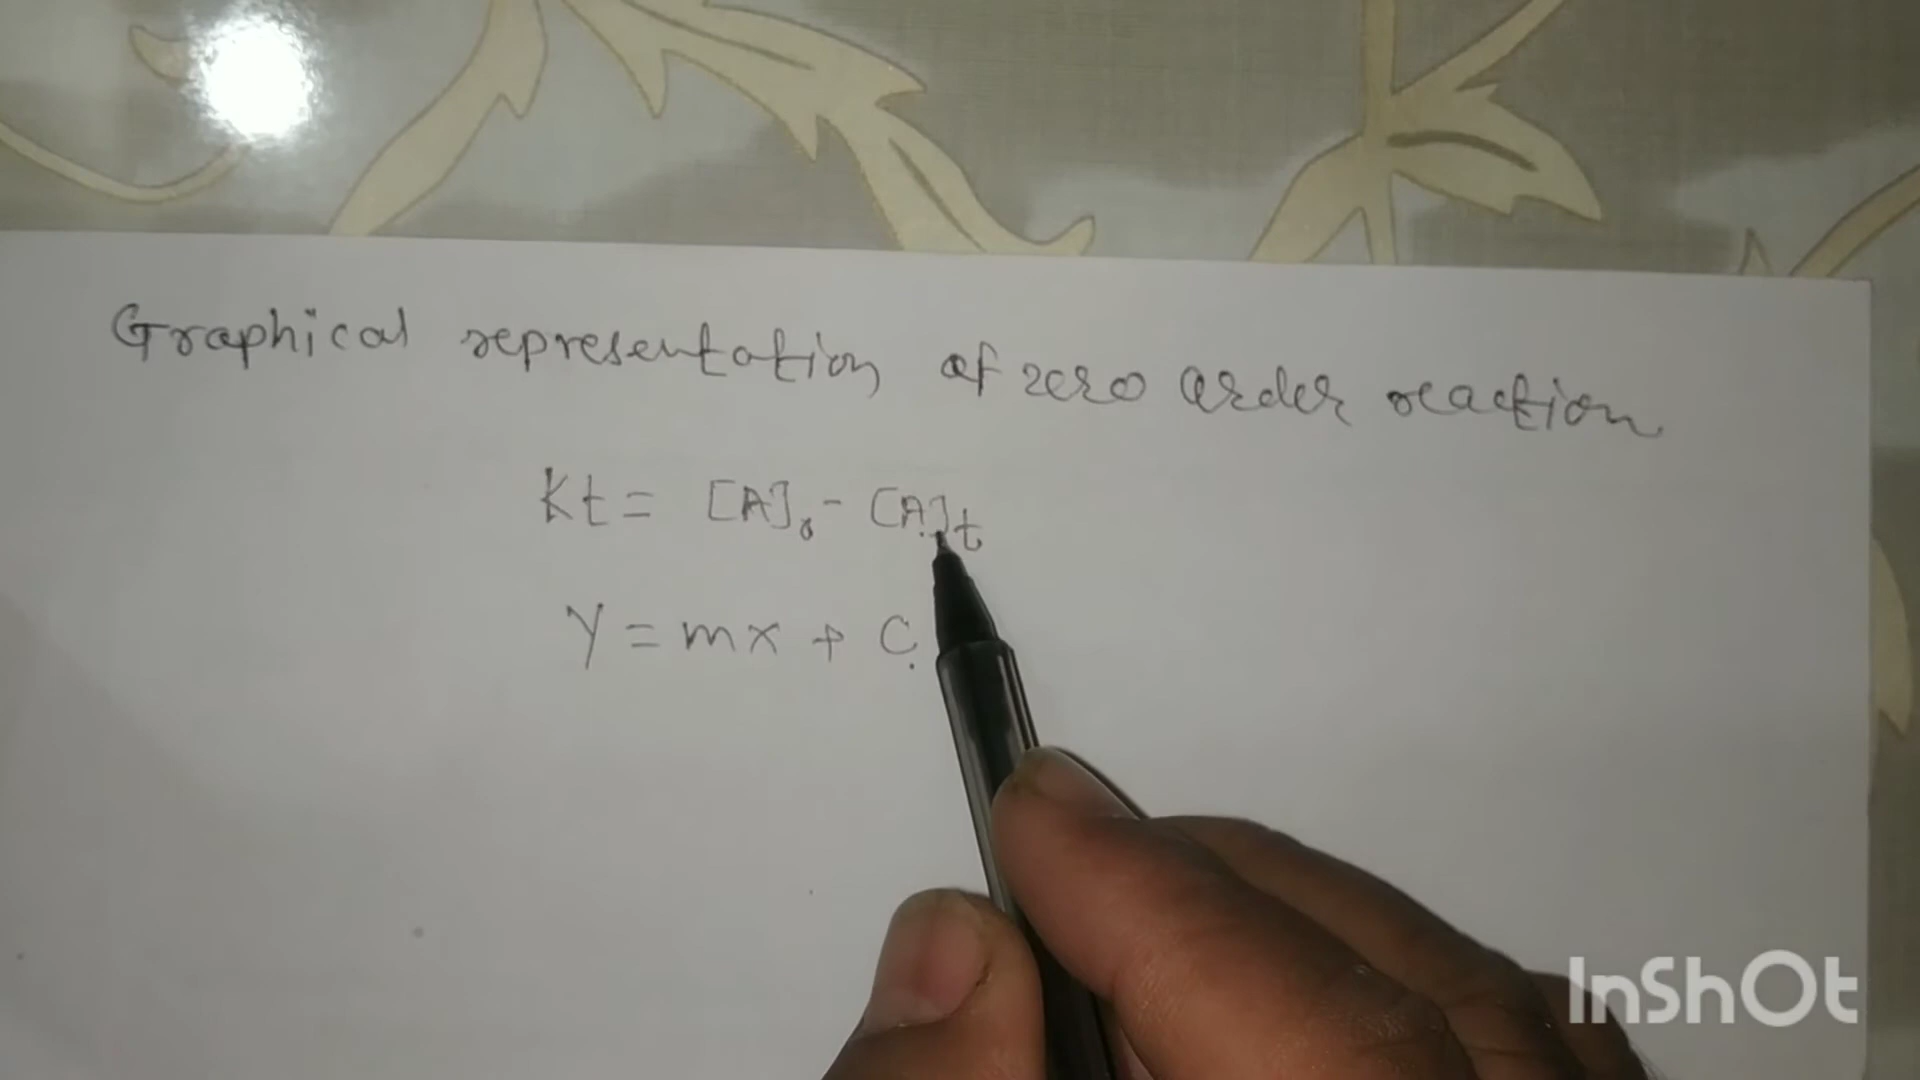 Graphical representation of zero order reaction
Kt = [A]₀ - [A]t
Y = mx + C
InShOt